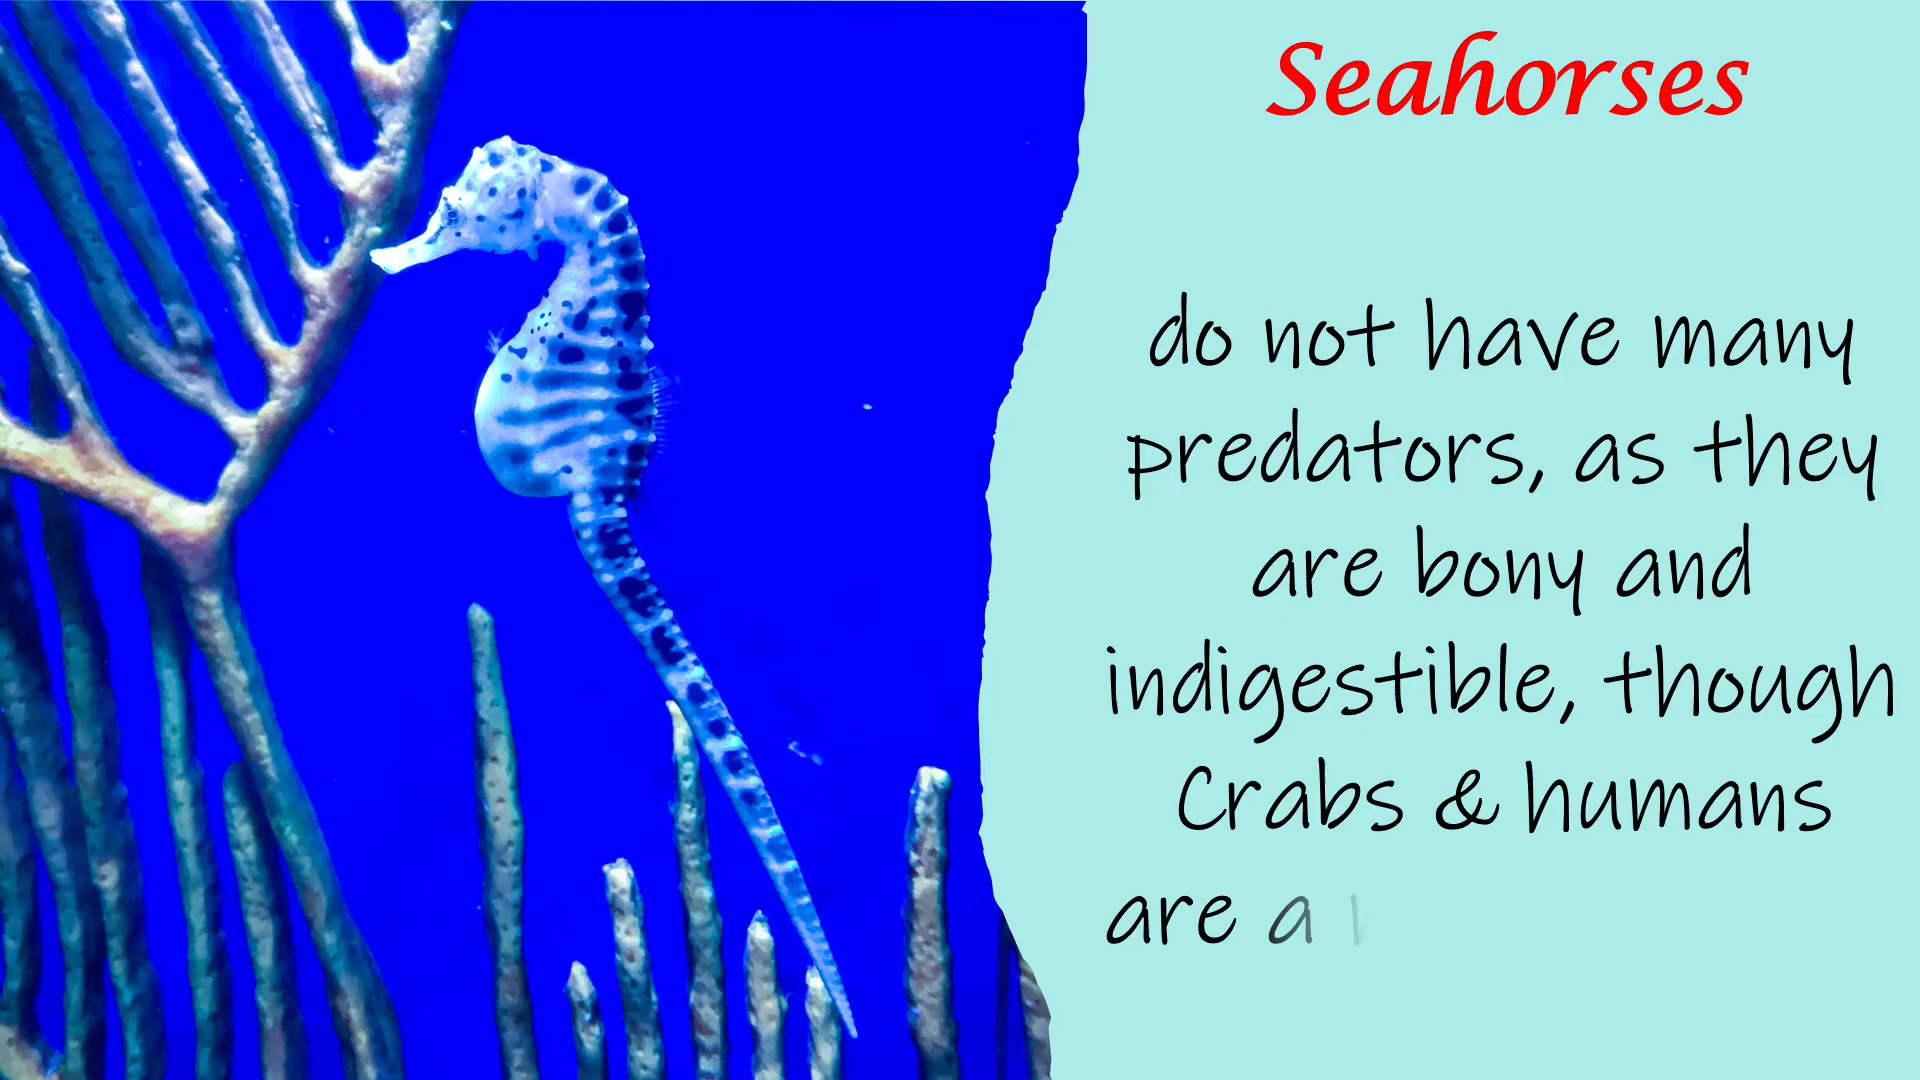 Seahorses
do not have many
predators, as they
are bony and
indigestible, though
Crabs & humans
are a